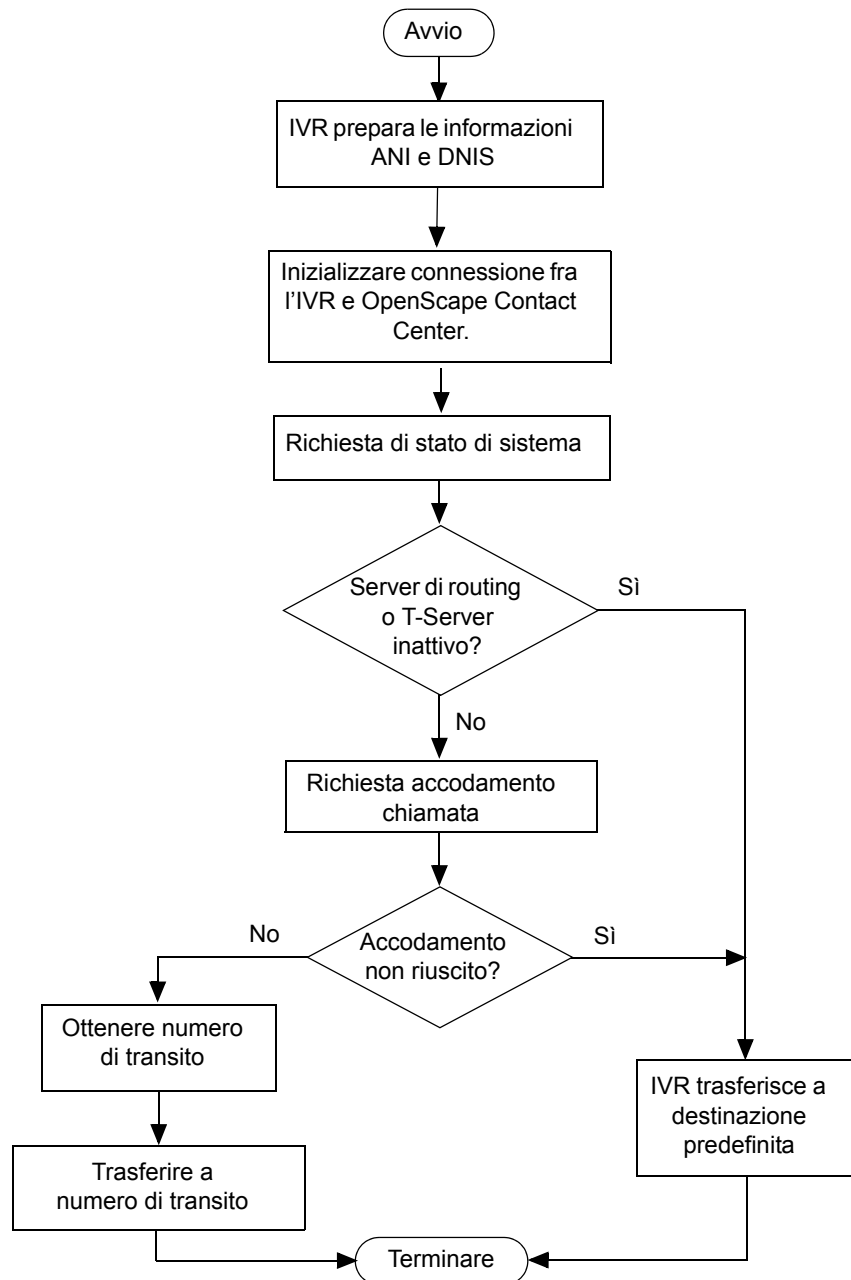 Avvio
IVR prepara le informazioni
ANI e DNIS
Inizializzare connessione fra
l'IVR e OpenScape Contact
Center.
Richiesta di stato di sistema
Server di routing
o T-Server
inattivo?
Sì
No
Richiesta accodamento
chiamata
Accodamento
non riuscito?
No
Sì
Ottenere numero
di transito
IVR trasferisce a
destinazione
predefinita
Trasferire a
numero di transito
Terminare